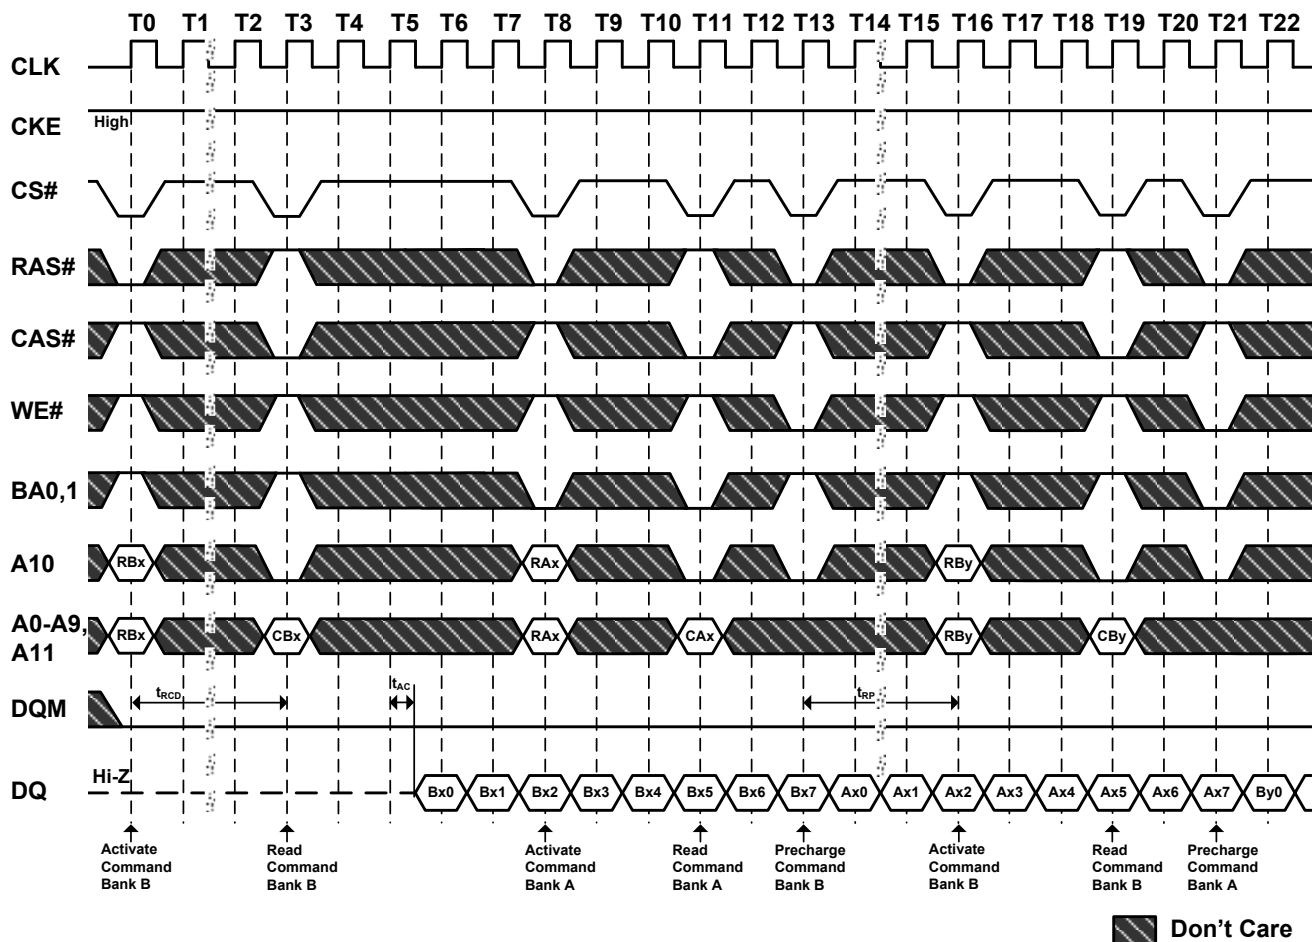 T0 T1 T2 T3 T4 T5 T6 T7 T8 T9 T10 T11 T12 T13 T14 T15 T16 T17 T18 T19 T20 T21 T22
CLK
CKE High
CS#
RAS#
CAS#
WE#
BA0,1
A10 RBx RAx RBy
A0-A9, A11 RBx CBx RAx CAx RBy CBy
DQM tRCD tAC tRP
DQ Hi-Z Bx0 Bx1 Bx2 Bx3 Bx4 Bx5 Bx6 Bx7 Ax0 Ax1 Ax2 Ax3 Ax4 Ax5 Ax6 Ax7 By0
Activate Command Bank B
Read Command Bank B
Activate Command Bank A
Read Command Bank A
Precharge Command Bank B
Activate Command Bank B
Read Command Bank B
Precharge Command Bank A
Don't Care